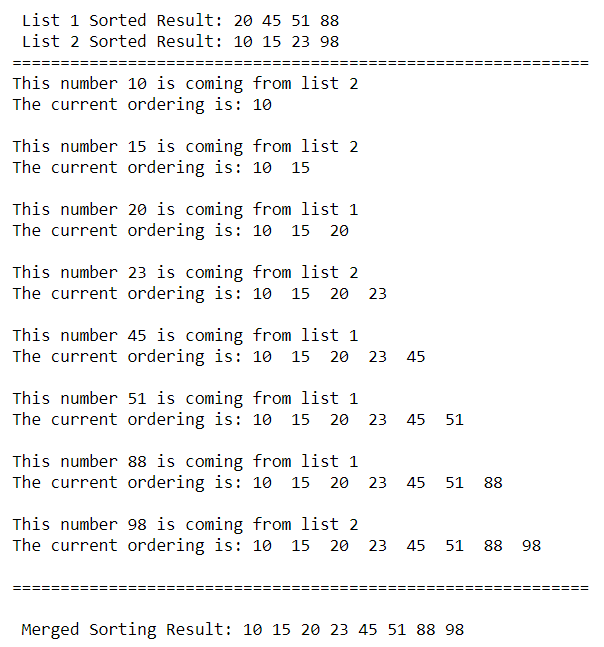 List 1 Sorted Result: 20 45 51 88
List 2 Sorted Result: 10 15 23 98
============================================================
This number 10 is coming from list 2
The current ordering is: 10
This number 15 is coming from list 2
The current ordering is: 10  15
This number 20 is coming from list 1
The current ordering is: 10  15  20
This number 23 is coming from list 2
The current ordering is: 10  15  20  23
This number 45 is coming from list 1
The current ordering is: 10  15  20  23  45
This number 51 is coming from list 1
The current ordering is: 10  15  20  23  45  51
This number 88 is coming from list 1
The current ordering is: 10  15  20  23  45  51  88
This number 98 is coming from list 2
The current ordering is: 10  15  20  23  45  51  88  98
============================================================
Merged Sorting Result: 10 15 20 23 45 51 88 98